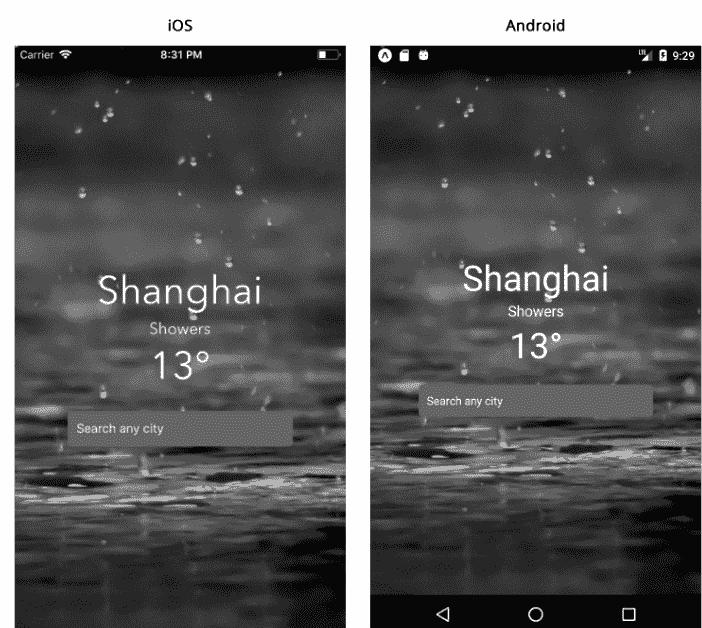 iOS
Carrier 8:31 PM
Shanghai
Showers
13°
Search any city
Android
LTE 9:29
Shanghai
Showers
13°
Search any city